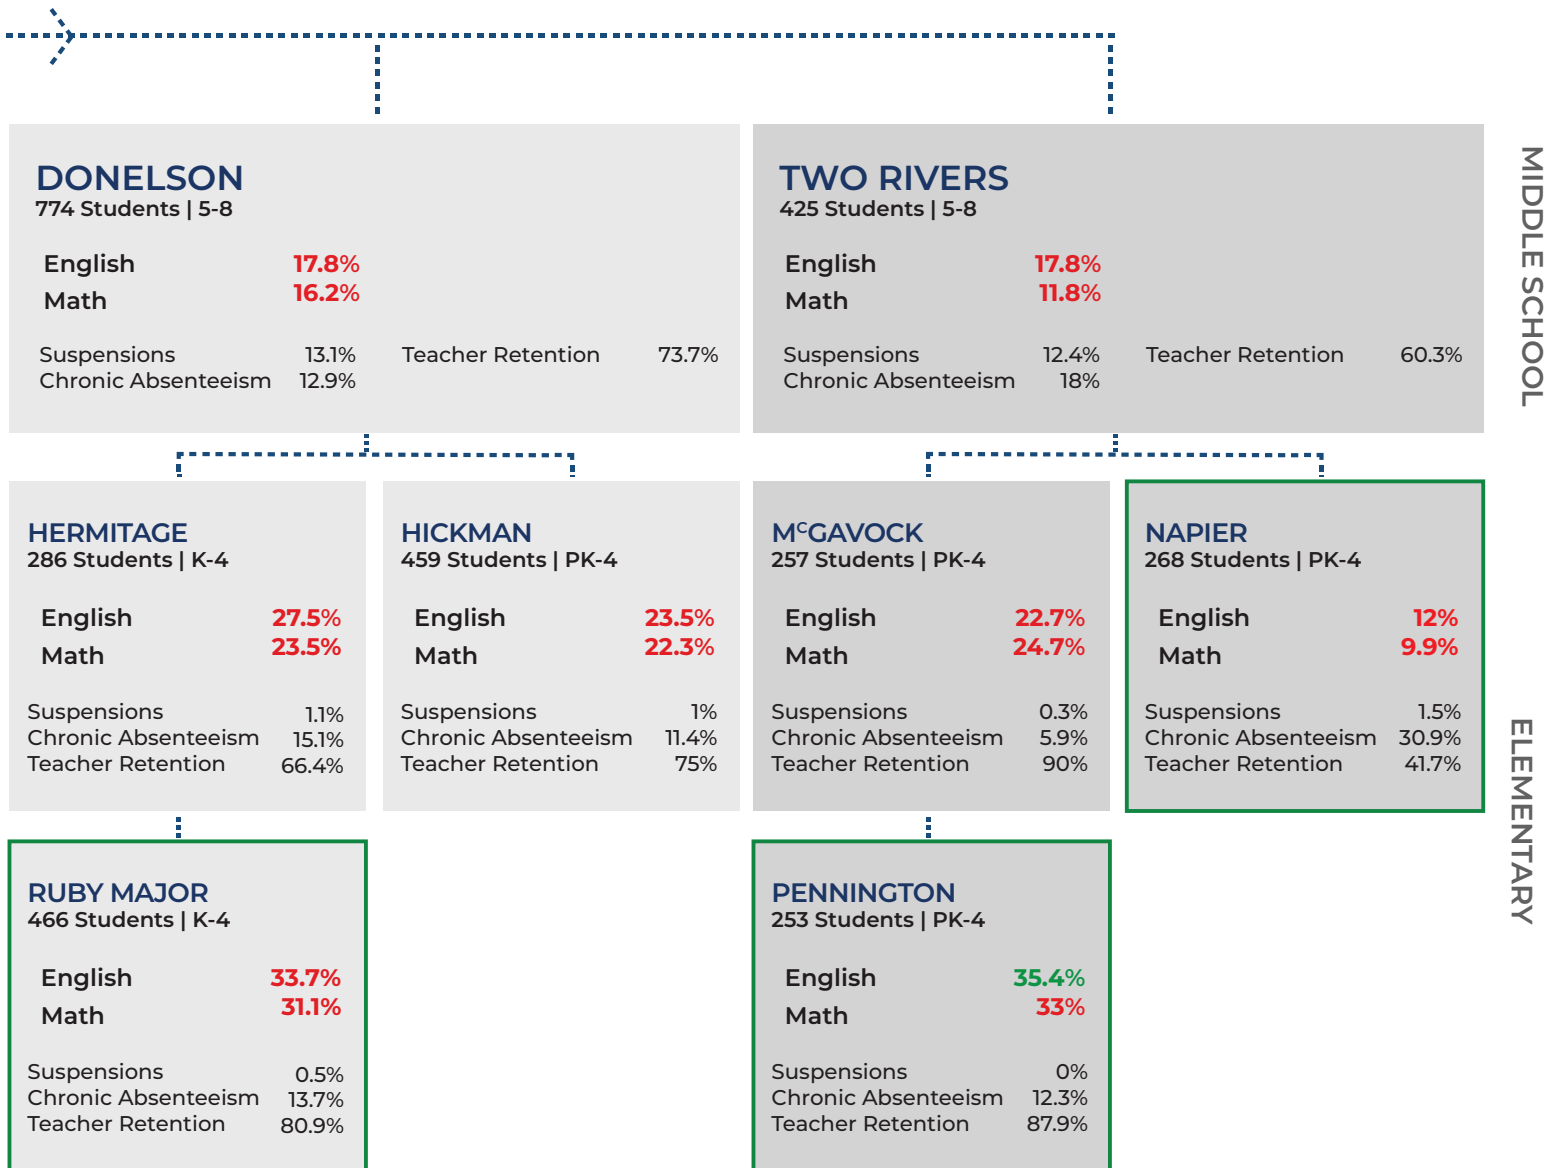 DONELSON
774 Students | 5-8
English 17.8%
Math 16.2%
Suspensions 13.1% Teacher Retention 73.7%
Chronic Absenteeism 12.9%
TWO RIVERS
425 Students | 5-8
English 17.8%
Math 11.8%
Suspensions 12.4% Teacher Retention 60.3%
Chronic Absenteeism 18%
MIDDLE SCHOOL
HERMITAGE
286 Students | K-4
English 27.5%
Math 23.5%
Suspensions 1.1%
Chronic Absenteeism 15.1%
Teacher Retention 66.4%
HICKMAN
459 Students | PK-4
English 23.5%
Math 22.3%
Suspensions 1%
Chronic Absenteeism 11.4%
Teacher Retention 75%
MCGAVOCK
257 Students | PK-4
English 22.7%
Math 24.7%
Suspensions 0.3%
Chronic Absenteeism 5.9%
Teacher Retention 90%
NAPIER
268 Students | PK-4
English 12%
Math 9.9%
Suspensions 1.5%
Chronic Absenteeism 30.9%
Teacher Retention 41.7%
ELEMENTARY
RUBY MAJOR
466 Students | K-4
English 33.7%
Math 31.1%
Suspensions 0.5%
Chronic Absenteeism 13.7%
Teacher Retention 80.9%
PENNINGTON
253 Students | PK-4
English 35.4%
Math 33%
Suspensions 0%
Chronic Absenteeism 12.3%
Teacher Retention 87.9%